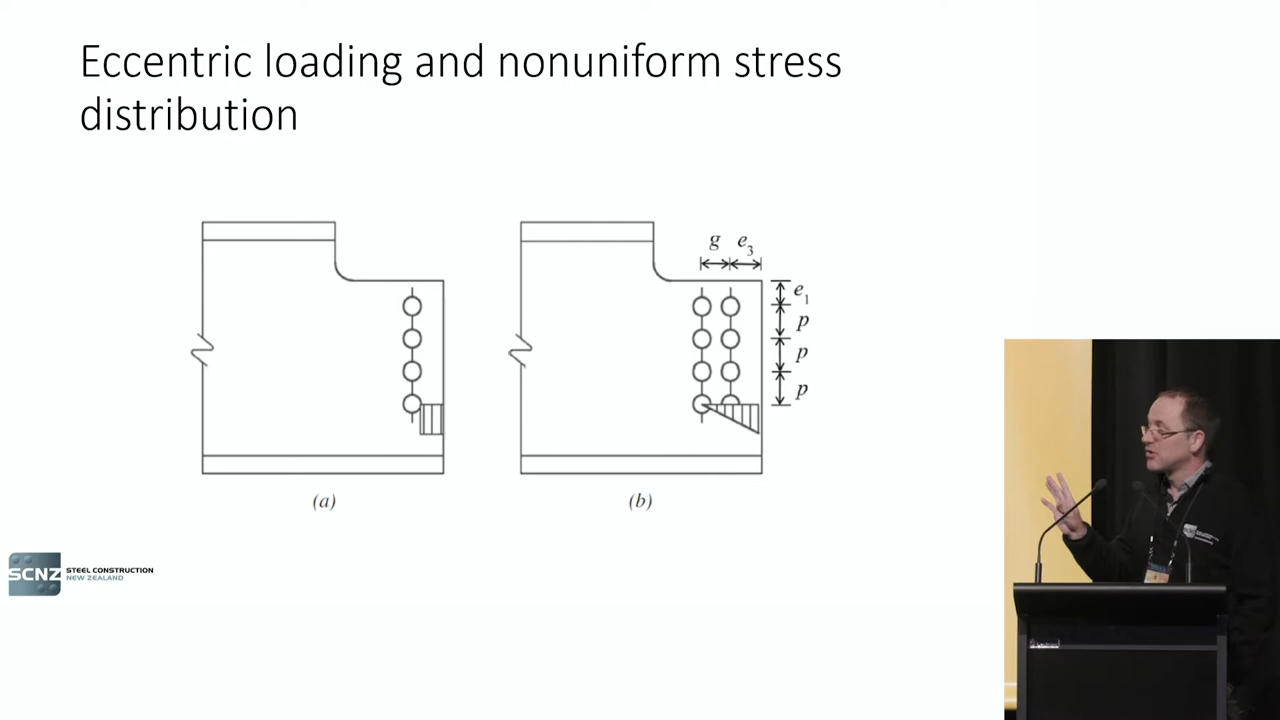 Eccentric loading and nonuniform stress
distribution
g e3
e1
p
p
p
(a) (b)
SCNZ STEEL CONSTRUCTION
NEW ZEALAND